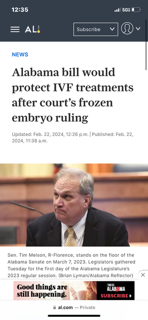 12:35
5G
AL
Subscribe
NEWS
Alabama bill would
protect IVF treatments
after court's frozen
embryo ruling
Updated: Feb. 22, 2024, 12:26 p.m. | Published: Feb. 22,
2024, 11:38 a.m.
Sen. Tim Melson, R-Florence, stands on the floor of the
Alabama Senate on March 7, 2023. Legislators gathered
Tuesday for the first day of the Alabama Legislature's
2023 regular session. (Brian Lyman/Alabama Reflector)
Good things are
still happening.
ALABAMA
al.com — Private